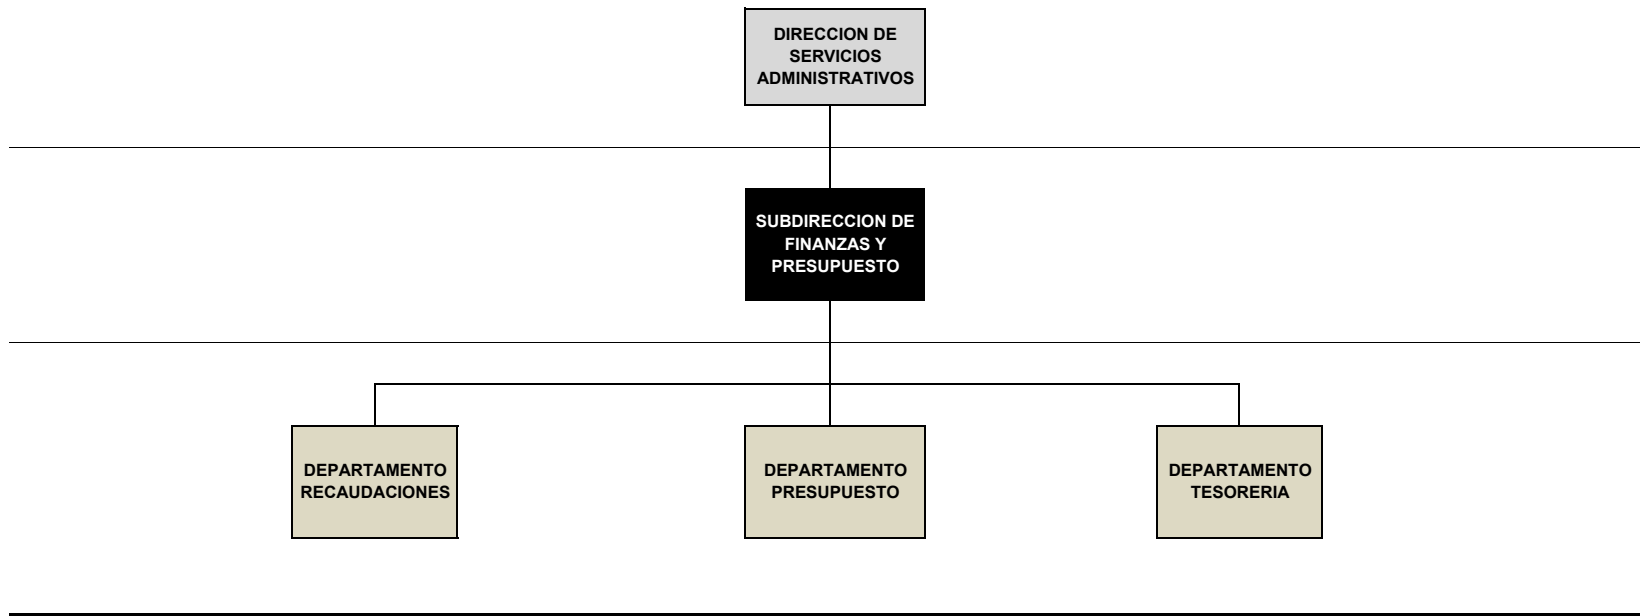 DIRECCION DE
SERVICIOS
ADMINISTRATIVOS
SUBDIRECCION DE
FINANZAS Y
PRESUPUESTO
DEPARTAMENTO
RECAUDACIONES
DEPARTAMENTO
PRESUPUESTO
DEPARTAMENTO
TESORERIA